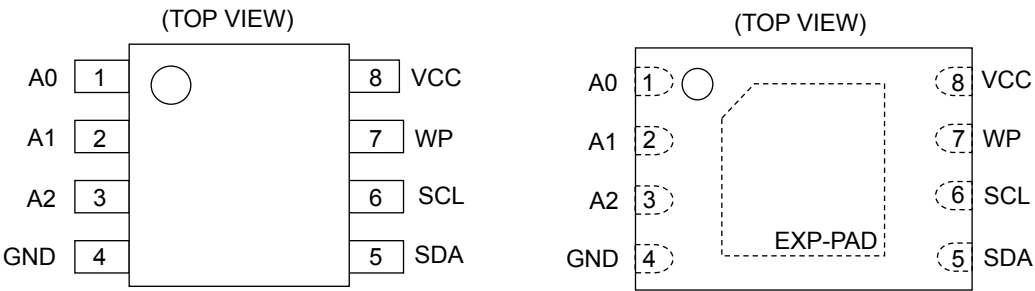 (TOP VIEW)
A0 1 8 VCC
A1 2 7 WP
A2 3 6 SCL
GND 4 5 SDA
(TOP VIEW)
A0 1 8 VCC
A1 2 7 WP
A2 3 6 SCL
EXP-PAD
GND 4 5 SDA